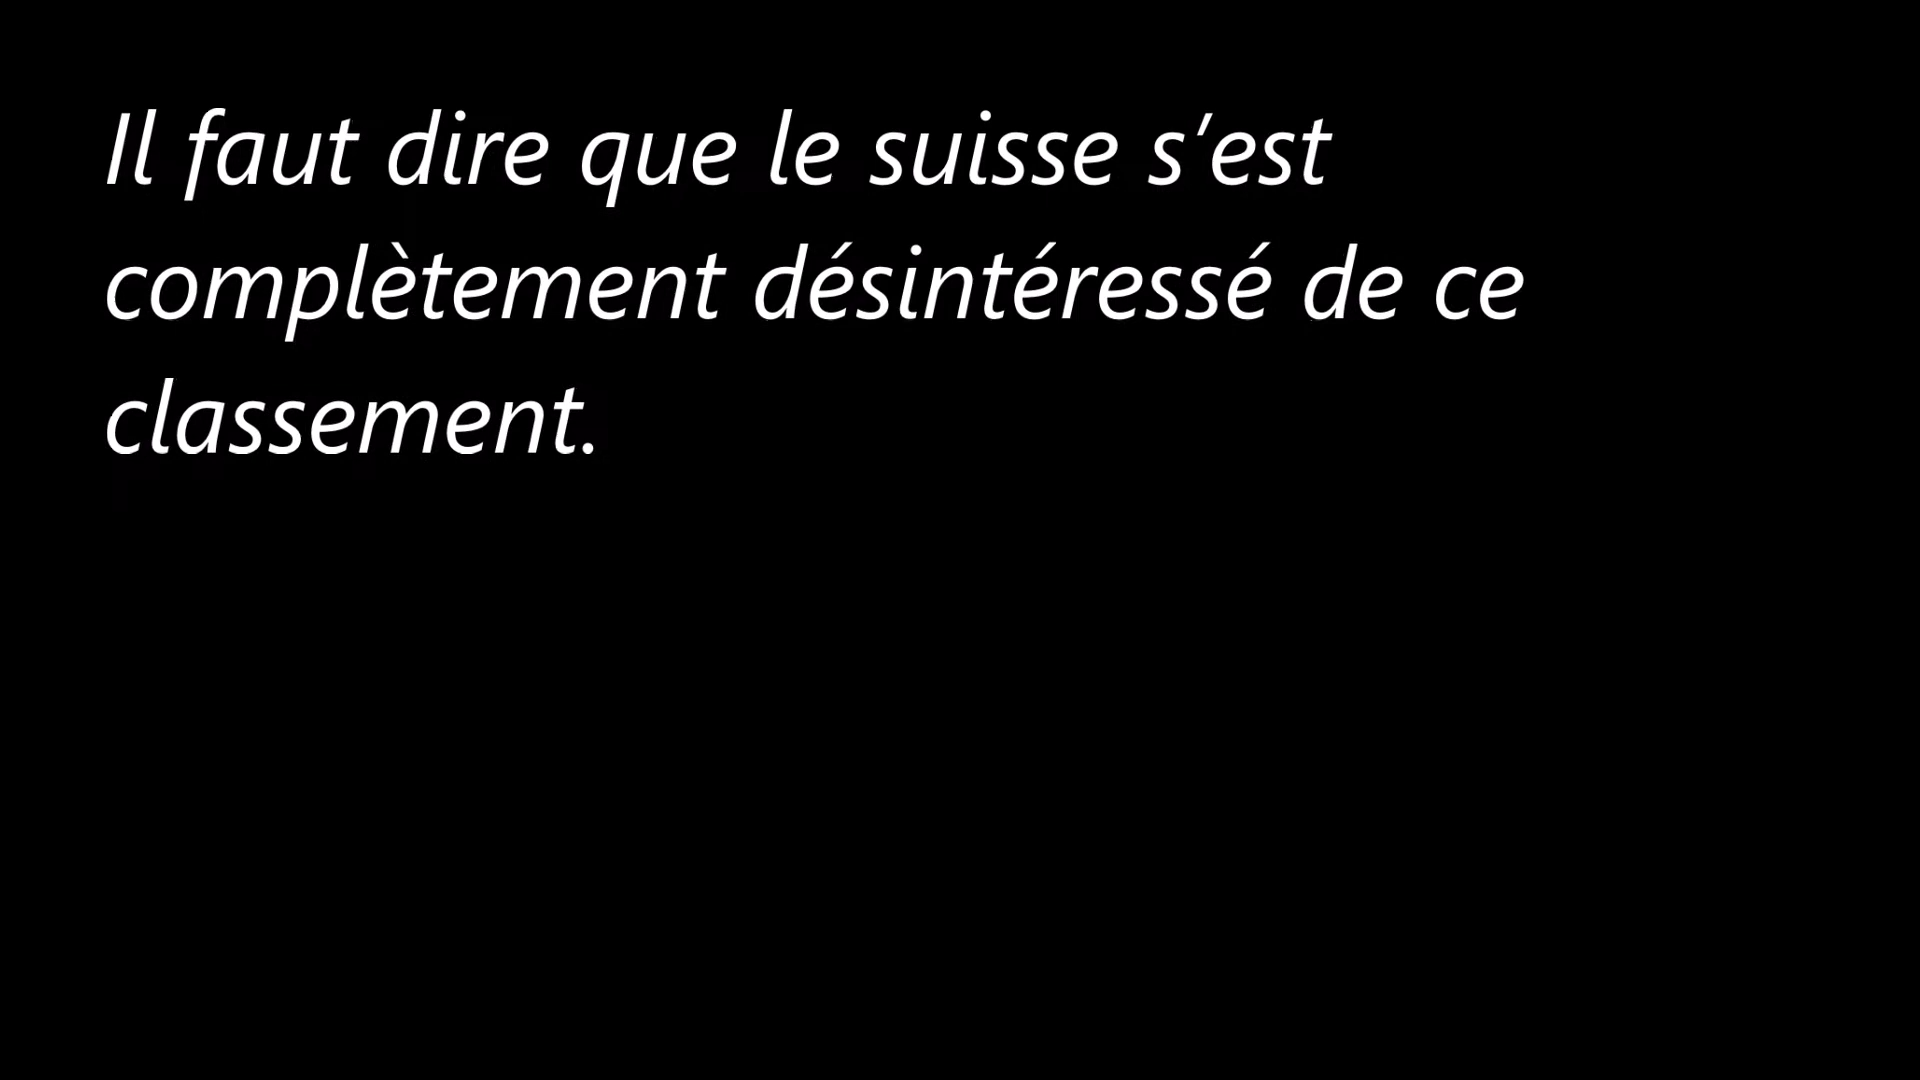 Il faut dire que le suisse s’est
complètement désintéressé de ce
classement.